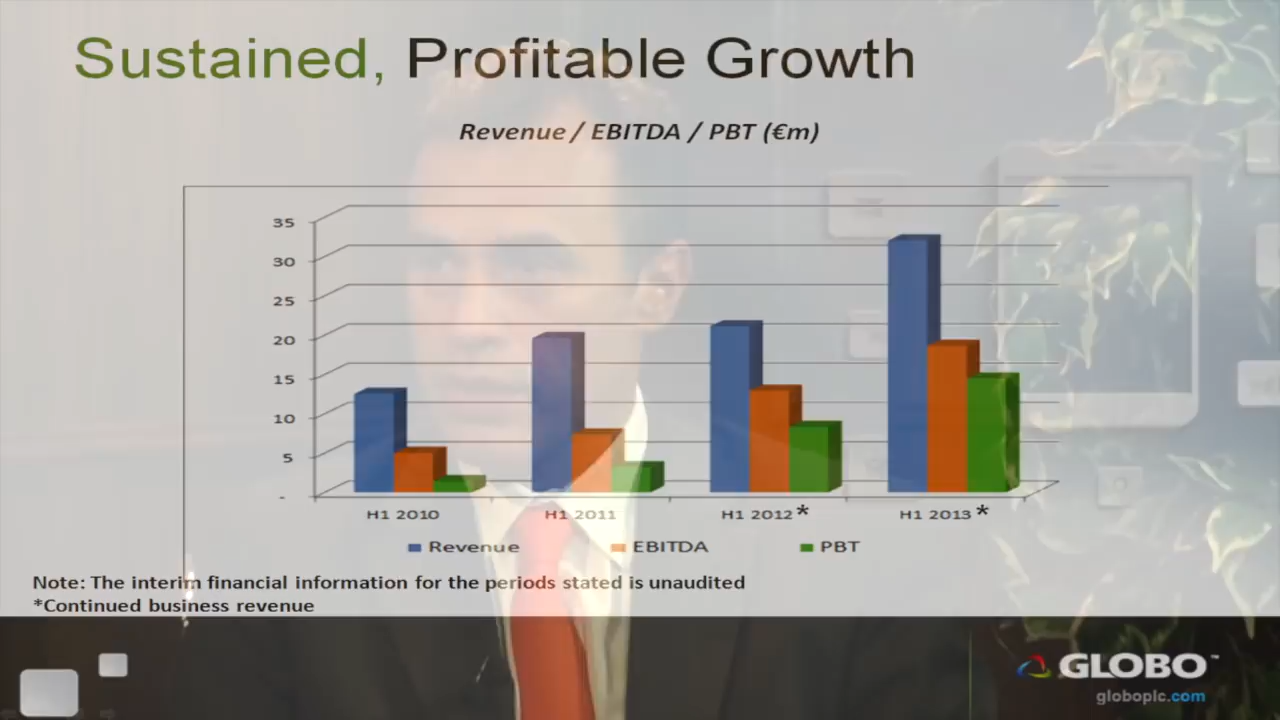 Sustained, Profitable Growth
Revenue / EBITDA / PBT (€m)
35
30
25
20
15
10
5
-
H1 2010 H1 2011 H1 2012* H1 2013*
Revenue EBITDA PBT
Note: The interim financial information for the periods stated is unaudited
*Continued business revenue
GLOBO™
globoplc.com